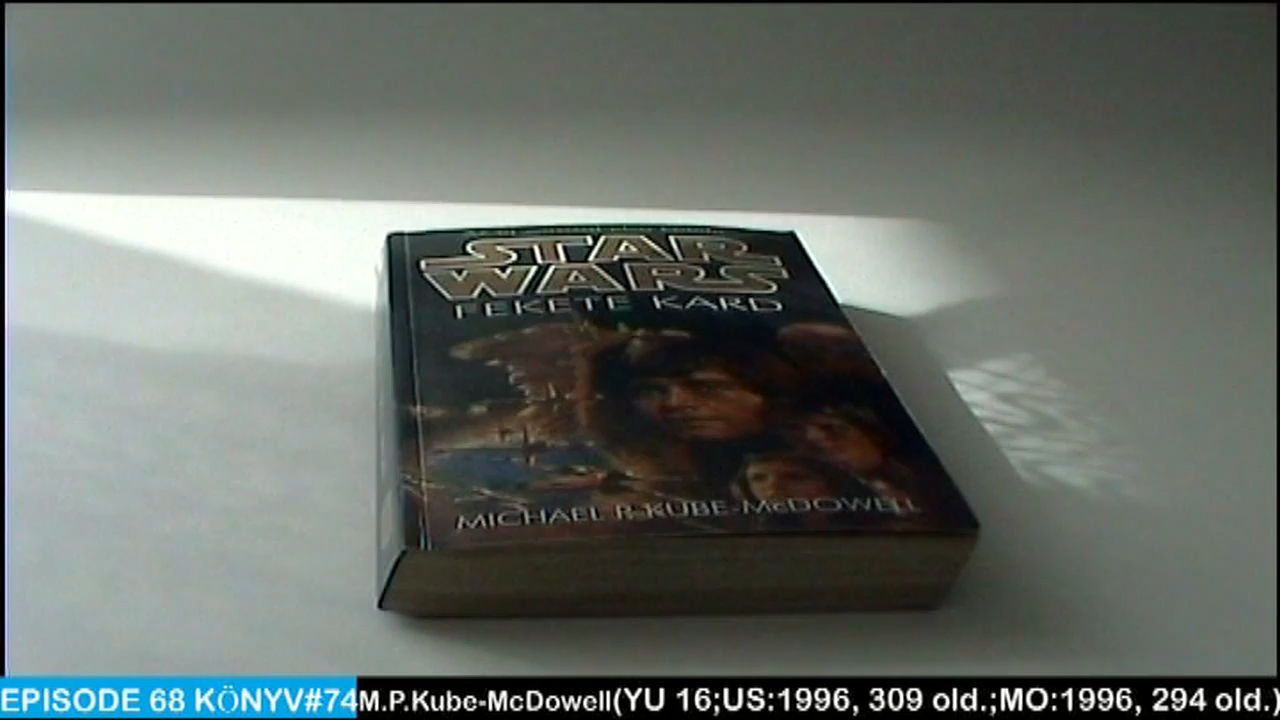 STAR
WARS
FEKETE KARD
MICHAEL P. KUBE-McDOWELL
EPISODE 68 KÖNYV#74M.P.Kube-McDowell(YU 16;US:1996, 309 old.;MO:1996, 294 old.)